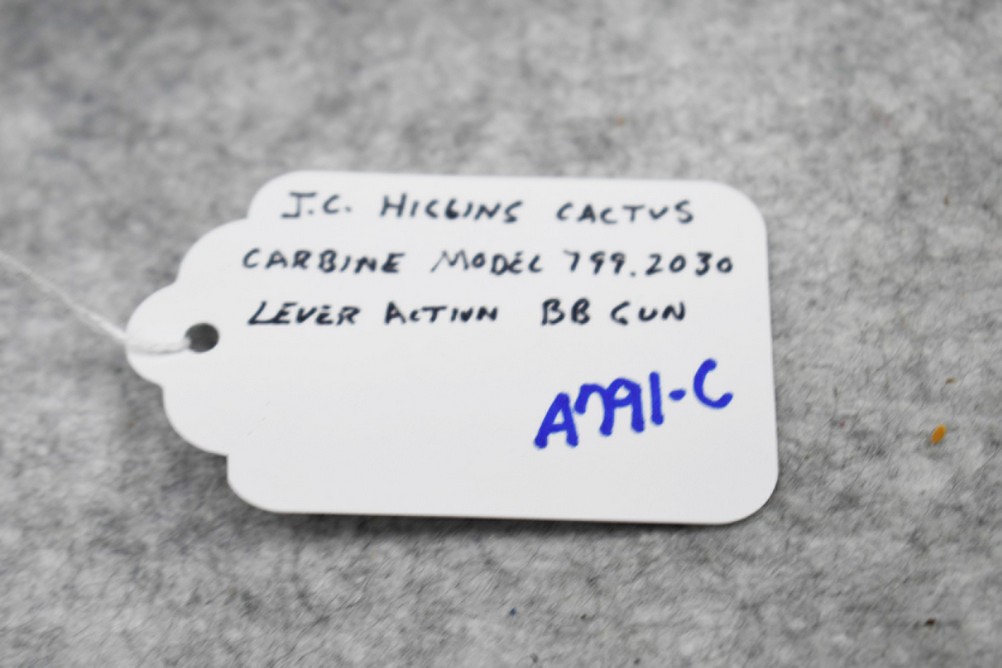 J.C. HIGGINS CACTUS
CARBINE MODEL 799.2030
LEVER ACTION BB GUN
A791-C